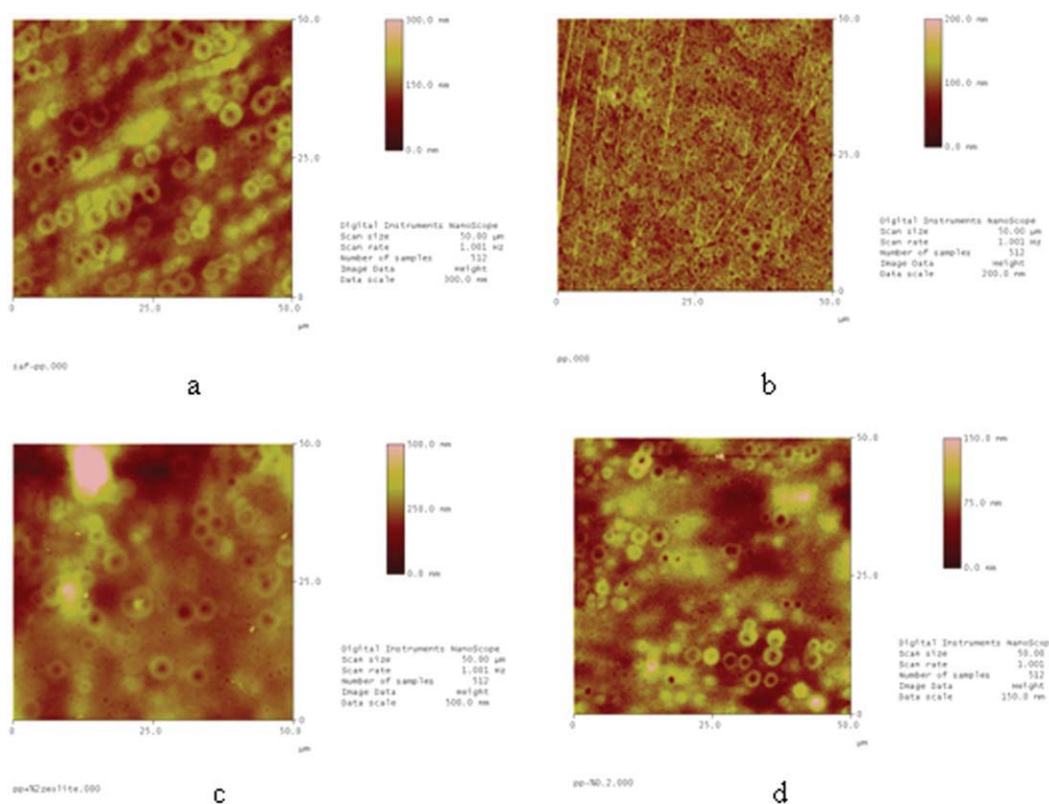 50.0
25.0
0
0
25.0
50.0
µm
300.0 nm
150.0 nm
0.0 nm
Digital Instruments NanoScope
Scan size 50.00 µm
Scan rate 1.001 Hz
Number of samples 512
Image Data Height
Data scale 300.0 nm
a
50.0
25.0
0
0
25.0
50.0
µm
200.0 nm
100.0 nm
0.0 nm
Digital Instruments NanoScope
Scan size 50.00 µm
Scan rate 1.001 Hz
Number of samples 512
Image Data Height
Data scale 200.0 nm
pp.000
b
50.0
25.0
0
0
25.0
50.0
µm
500.0 nm
250.0 nm
0.0 nm
Digital Instruments NanoScope
Scan size 50.00 µm
Scan rate 1.001 Hz
Number of samples 512
Image Data Height
Data scale 500.0 nm
pp+%2zeolite.000
c
50.0
25.0
0
0
25.0
50.0
µm
150.0 nm
75.0 nm
0.0 nm
Digital Instruments NanoScope
Scan size 50.00
Scan rate 1.001
Number of samples 512
Image Data Height
Data scale 150.0 nm
pp-%0.2.000
d